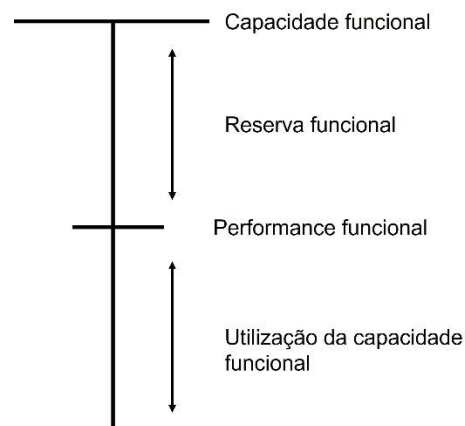 Capacidade funcional
Reserva funcional
Performance funcional
Utilização da capacidade
funcional